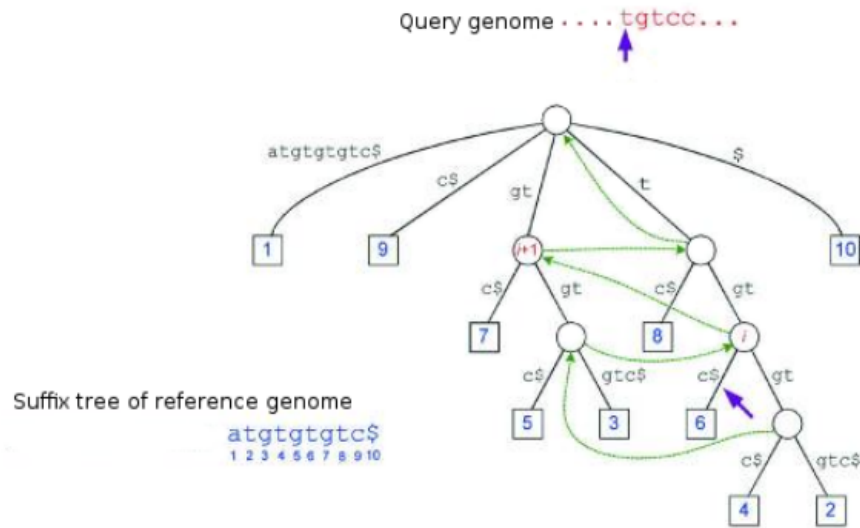 Query genome ....tgtcc...
atgtgtgtc$
c$
gt
t
$
1
9
i+1
10
c$
gt
c$
gt
7
8
i
c$
gtc$
c$
gt
Suffix tree of reference genome
5
3
6
atgtgtgtc$
1 2 3 4 5 6 7 8 9 10
c$
gtc$
4
2